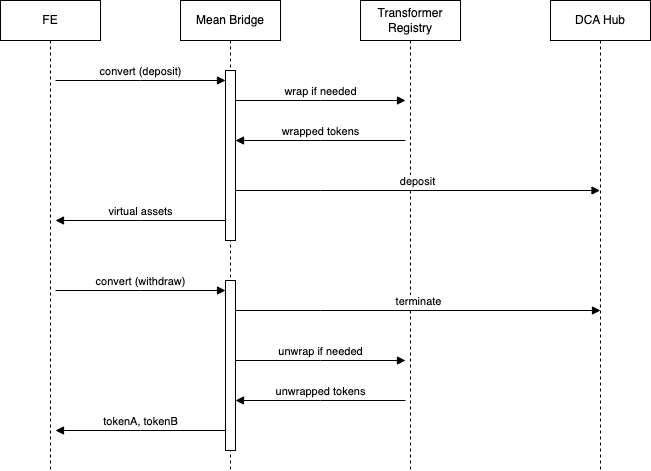 FE
Mean Bridge
Transformer
Registry
DCA Hub
convert (deposit)
wrap if needed
wrapped tokens
deposit
virtual assets
convert (withdraw)
terminate
unwrap if needed
unwrapped tokens
tokenA, tokenB